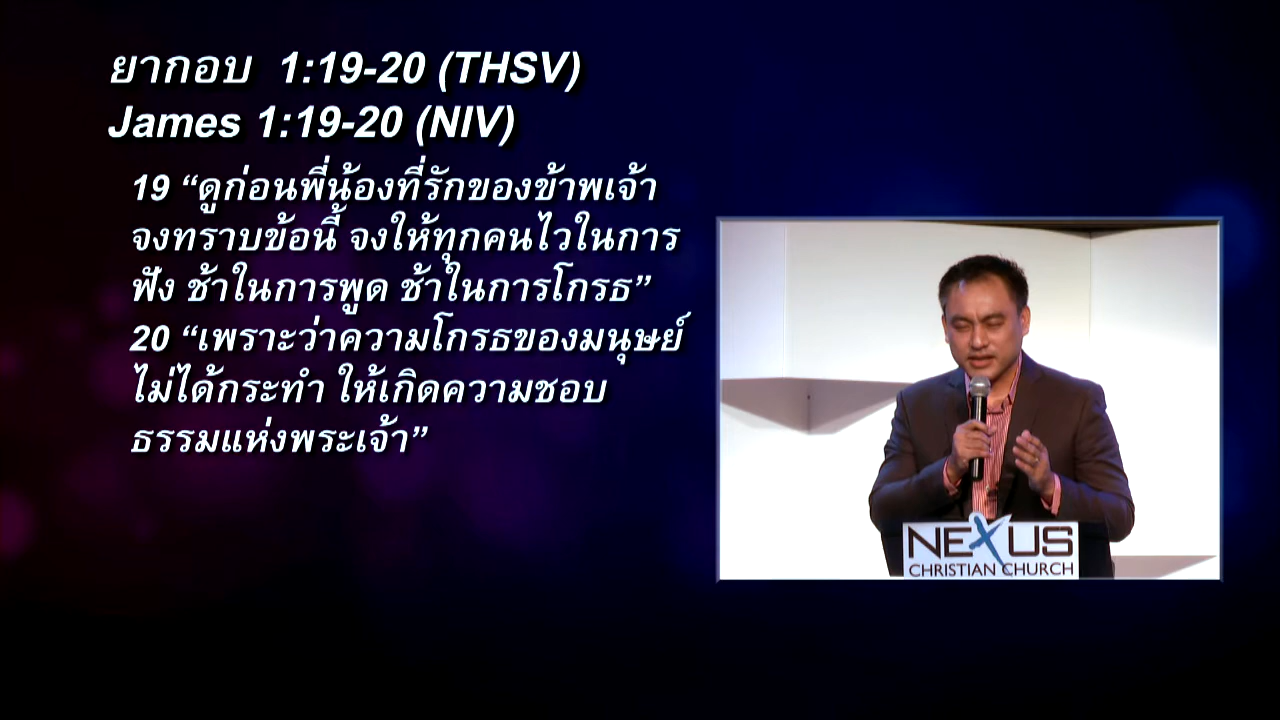 ยากอบ 1:19-20 (THSV)
James 1:19-20 (NIV)
19 “ดูก่อนพี่น้องที่รักของข้าพเจ้า
จงทราบข้อนี้ จงให้ทุกคนไวในการ
ฟัง ช้าในการพูด ช้าในการโกรธ”
20 “เพราะว่าความโกรธของมนุษย์
ไม่ได้กระทำ ให้เกิดความชอบ
ธรรมแห่งพระเจ้า”
NEXUS
CHRISTIAN CHURCH